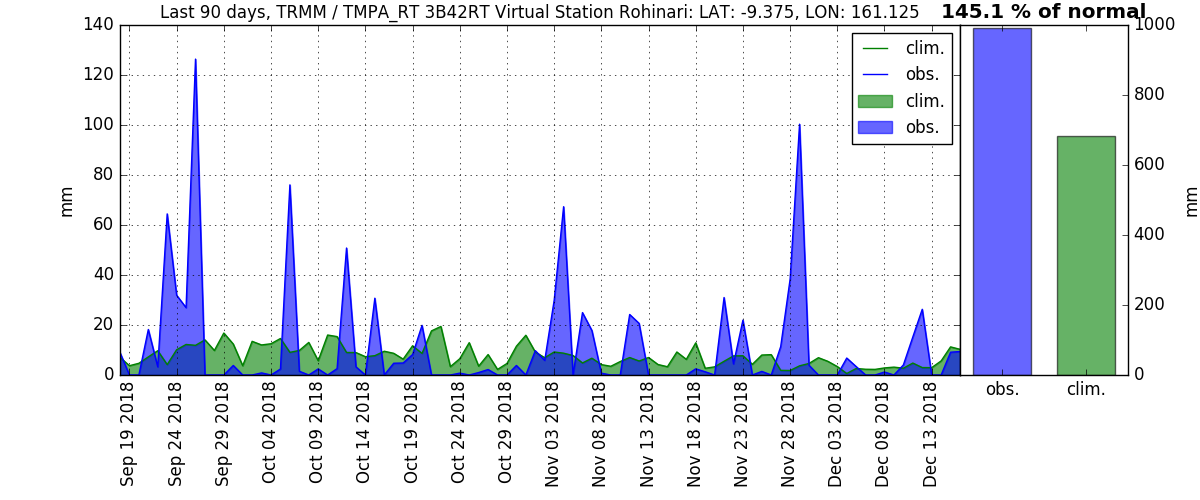 Last 90 days, TRMM / TMPA_RT 3B42RT Virtual Station Rohinari: LAT: -9.375, LON: 161.125
145.1 % of normal
140
120
100
80
60
40
20
0
mm
clim.
obs.
clim.
obs.
1000
800
600
400
200
0
mm
Sep 19 2018
Sep 24 2018
Sep 29 2018
Oct 04 2018
Oct 09 2018
Oct 14 2018
Oct 19 2018
Oct 24 2018
Oct 29 2018
Nov 03 2018
Nov 08 2018
Nov 13 2018
Nov 18 2018
Nov 23 2018
Nov 28 2018
Dec 03 2018
Dec 08 2018
Dec 13 2018
obs.
clim.